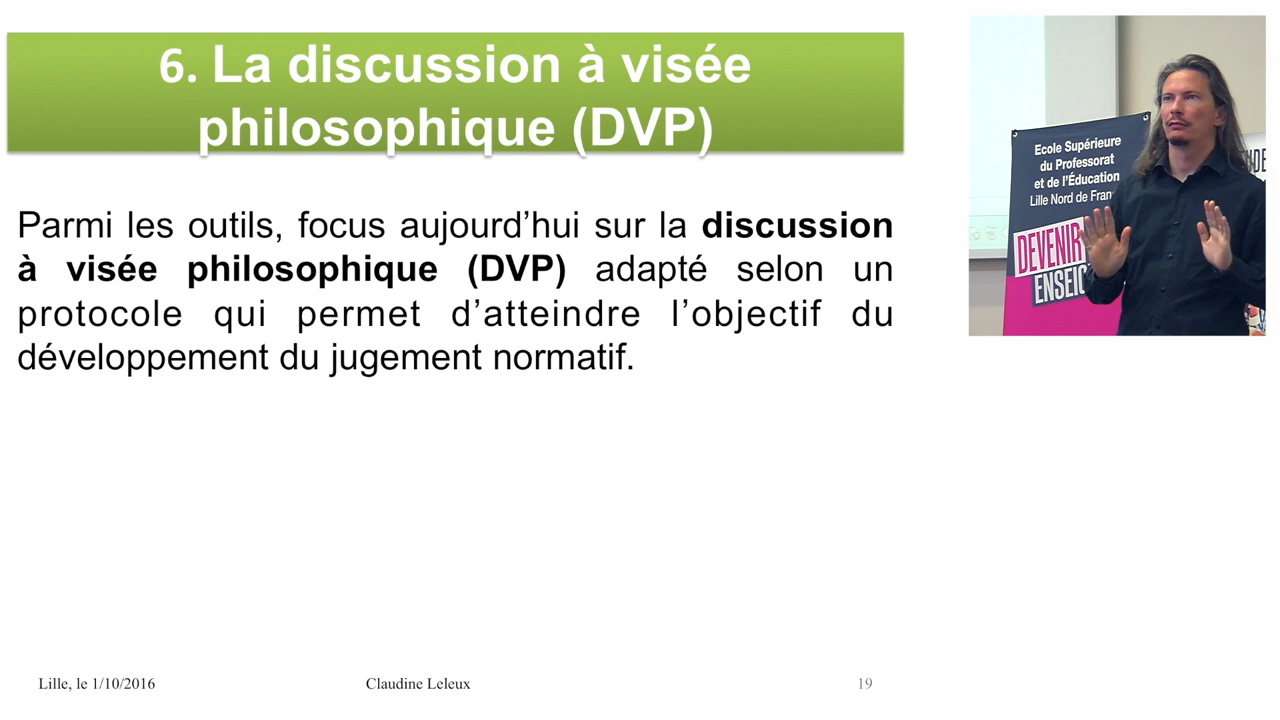 6. La discussion à visée
philosophique (DVP)
Parmi les outils, focus aujourd’hui sur la discussion
à visée philosophique (DVP) adapté selon un
protocole qui permet d’atteindre l’objectif du
développement du jugement normatif.
Lille, le 1/10/2016
Claudine Leleux
19
Ecole Supérieure
du Professorat
et de l’Éducation
Lille Nord de Fran
DEVENIR
ENSEI